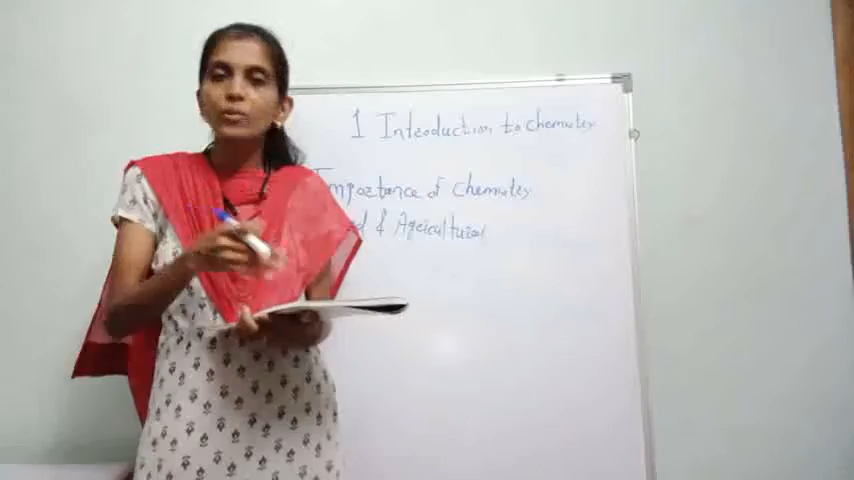 1 Introduction to chemistry
Importance of chemistry
& Agricultural